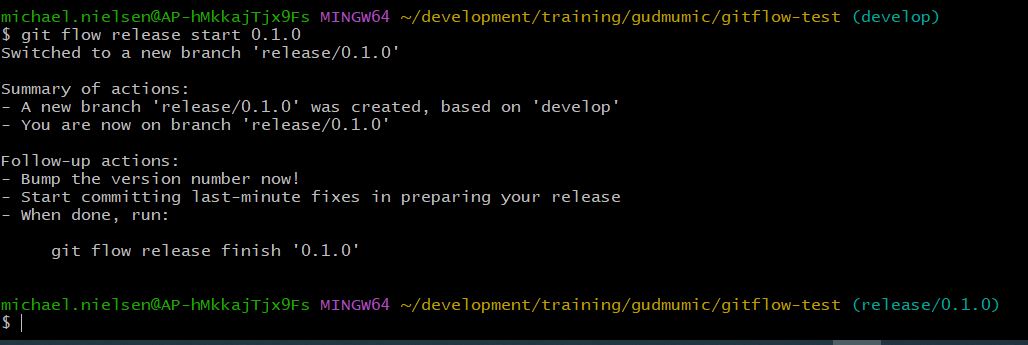 michael.nielsen@AP-hMkkajTjx9Fs MINGW64 ~/development/training/gudmumic/gitflow-test (develop)
$ git flow release start 0.1.0
Switched to a new branch 'release/0.1.0'

Summary of actions:
- A new branch 'release/0.1.0' was created, based on 'develop'
- You are now on branch 'release/0.1.0'

Follow-up actions:
- Bump the version number now!
- Start committing last-minute fixes in preparing your release
- When done, run:

     git flow release finish '0.1.0'

michael.nielsen@AP-hMkkajTjx9Fs MINGW64 ~/development/training/gudmumic/gitflow-test (release/0.1.0)
$